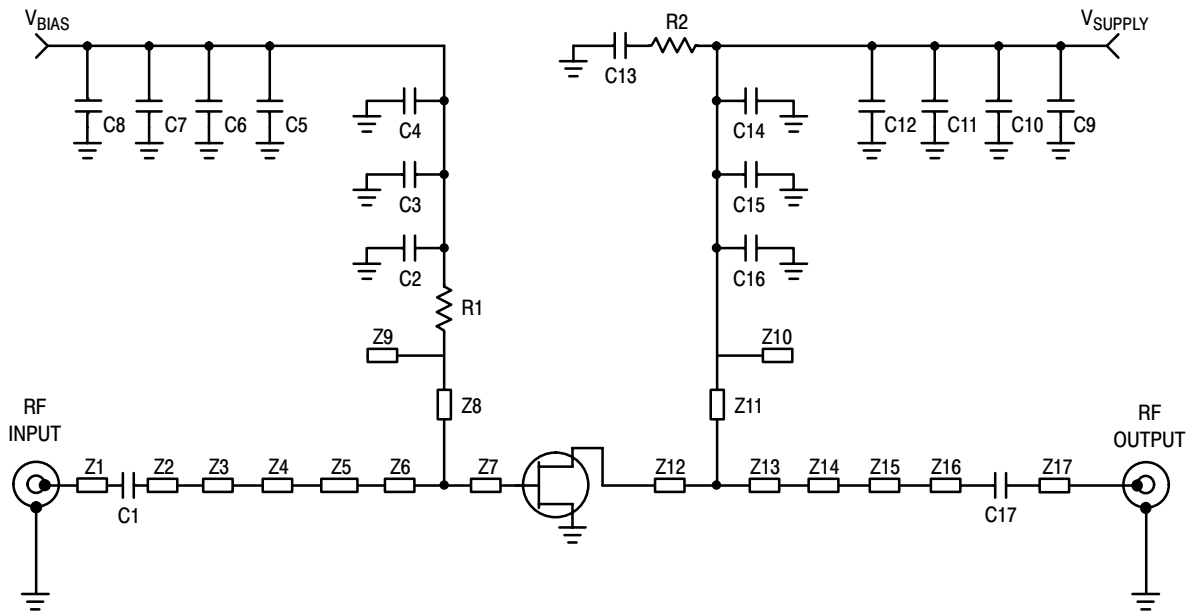 VBIAS
R2
VSUPPLY
C13
C8
C7
C6
C5
C4
C14
C12
C11
C10
C9
C3
C15
C2
C16
R1
Z9
Z10
Z8
Z11
RF
INPUT
RF
OUTPUT
Z1
Z2
Z3
Z4
Z5
Z6
Z7
Z12
Z13
Z14
Z15
Z16
Z17
C1
C17